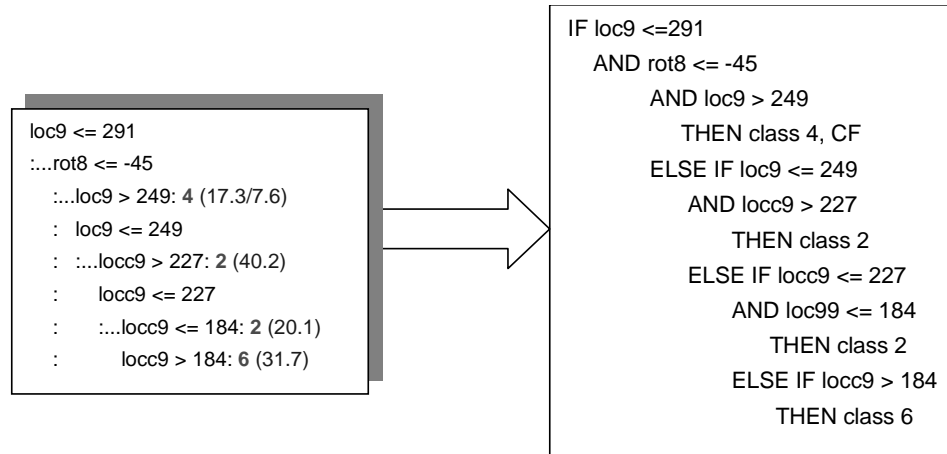 loc9 <= 291
:...rot8 <= -45
:...loc9 > 249: 4 (17.3/7.6)
: loc9 <= 249
: :...locc9 > 227: 2 (40.2)
: locc9 <= 227
: :...locc9 <= 184: 2 (20.1)
: locc9 > 184: 6 (31.7)
IF loc9 <=291
AND rot8 <= -45
AND loc9 > 249
THEN class 4, CF
ELSE IF loc9 <= 249
AND locc9 > 227
THEN class 2
ELSE IF locc9 <= 227
AND loc99 <= 184
THEN class 2
ELSE IF locc9 > 184
THEN class 6